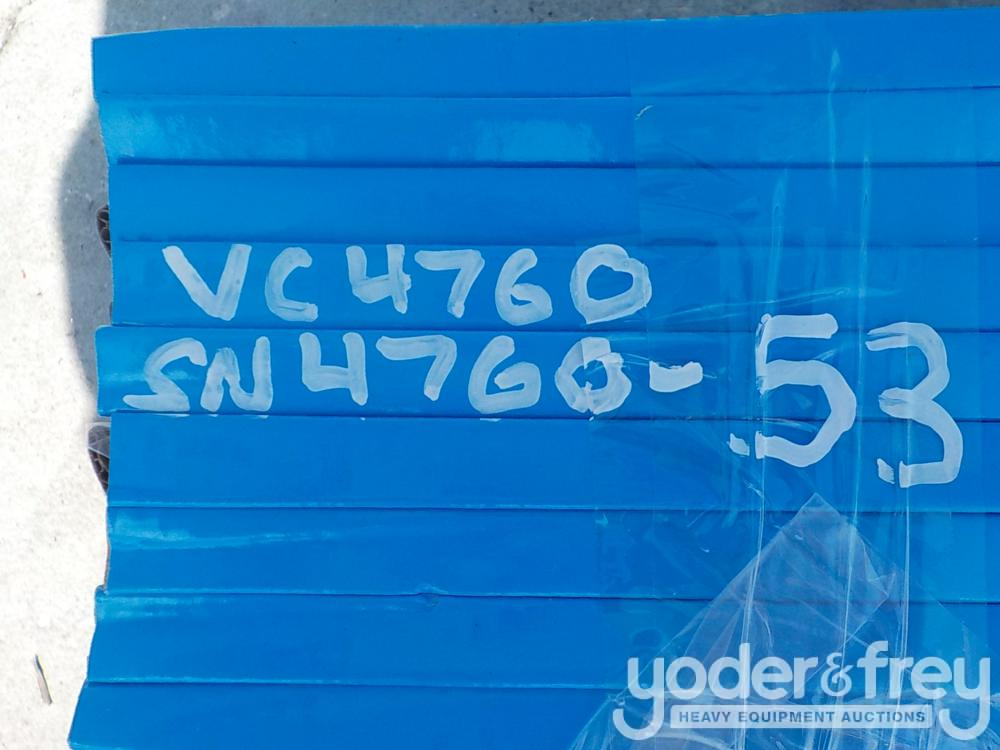 VC4760
SN4760-53
yoder&frey
HEAVY EQUIPMENT AUCTIONS